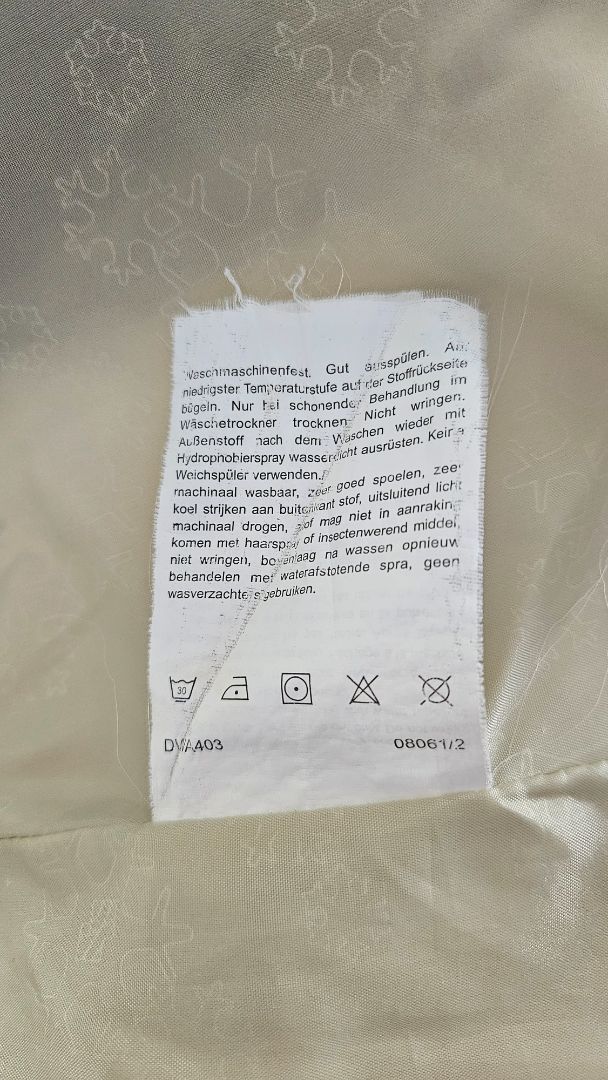 Waschmaschinenfest. Gut ausspülen. Auf
niedrigster Temperaturstufe auf der Stoffrückseite
bügeln. Nur bei schonender Behandlung im
Wäschetrockner trocknen. Nicht wringen.
Außenstoff nach dem Waschen wieder mit
Hydrophobierspray wasserdicht ausrüsten. Keine
Weichspüler verwenden.
machinaal wasbaar, zeer goed spoelen, zeer
koel strijken aan buitenkant stof, uitsluitend licht
machinaal drogen, stof mag niet in aanraking
komen met haarspray of insectenwerend middel,
niet wringen, bovenlaag na wassen opnieuw
behandelen met waterafstotende spra, geen
wasverzachters gebruiken.
30
DVA403 08061/2